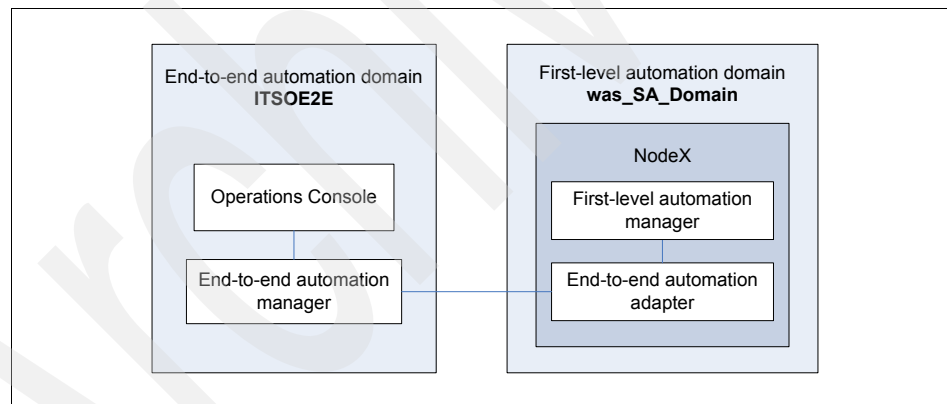 End-to-end automation domain
ITSOE2E
Operations Console
End-to-end automation
manager
First-level automation domain
was_SA_Domain
NodeX
First-level automation
manager
End-to-end automation
adapter